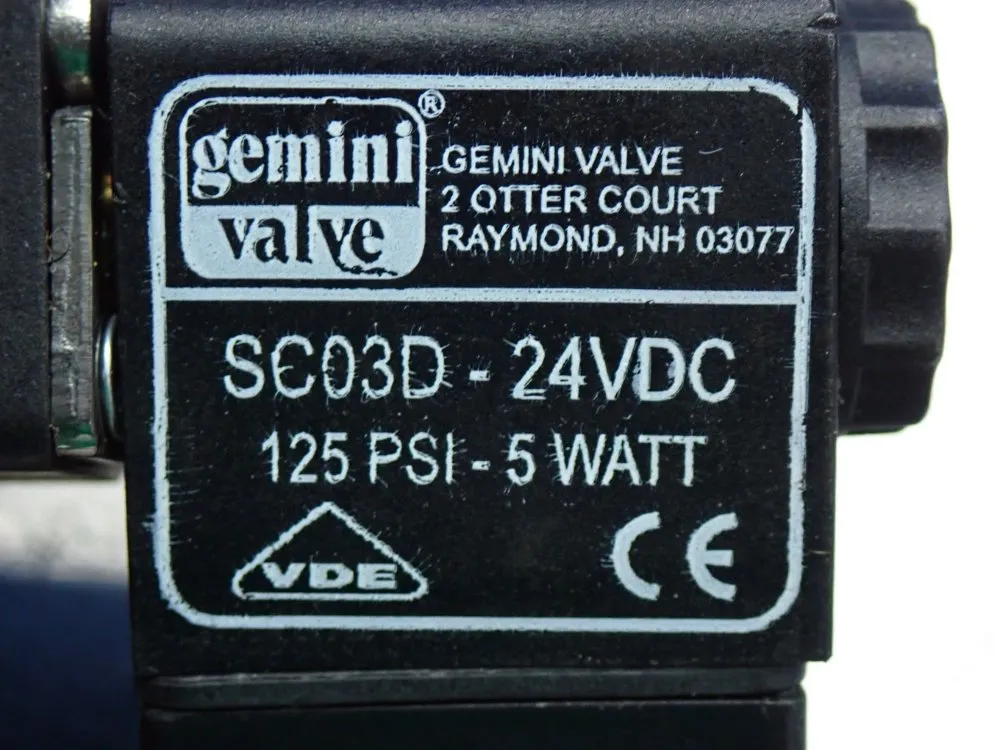 gemini®
valve
GEMINI VALVE
2 OTTER COURT
RAYMOND, NH 03077
SC03D - 24VDC
125 PSI - 5 WATT
VDE
CE